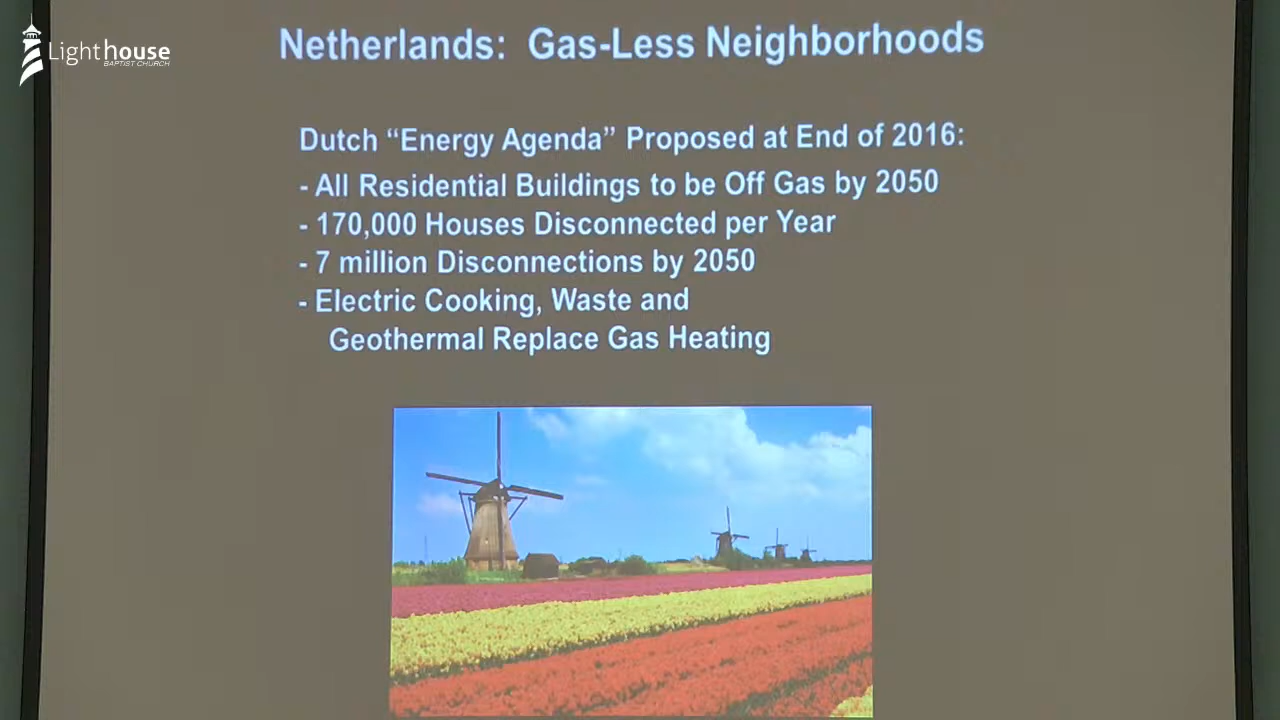 Lighthouse
BAPTIST CHURCH
Netherlands: Gas-Less Neighborhoods
Dutch “Energy Agenda” Proposed at End of 2016:
- All Residential Buildings to be Off Gas by 2050
- 170,000 Houses Disconnected per Year
- 7 million Disconnections by 2050
- Electric Cooking, Waste and
Geothermal Replace Gas Heating